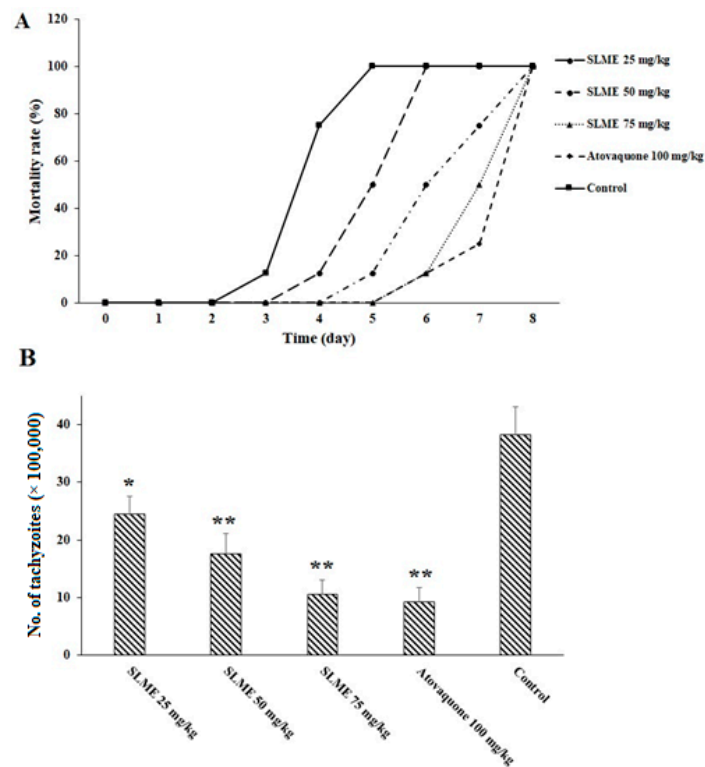 A
120
100
80
60
40
20
0
Mortality rate (%)
0 1 2 3 4 5 6 7 8
Time (day)
SLME 25 mg/kg
SLME 50 mg/kg
SLME 75 mg/kg
Atovaquone 100 mg/kg
Control
B
No. of tachyzoites (× 100,000)
40
30
20
10
0
*
**
**
**
SLME 25 mg/kg
SLME 50 mg/kg
SLME 75 mg/kg
Atovaquone 100 mg/kg
Control